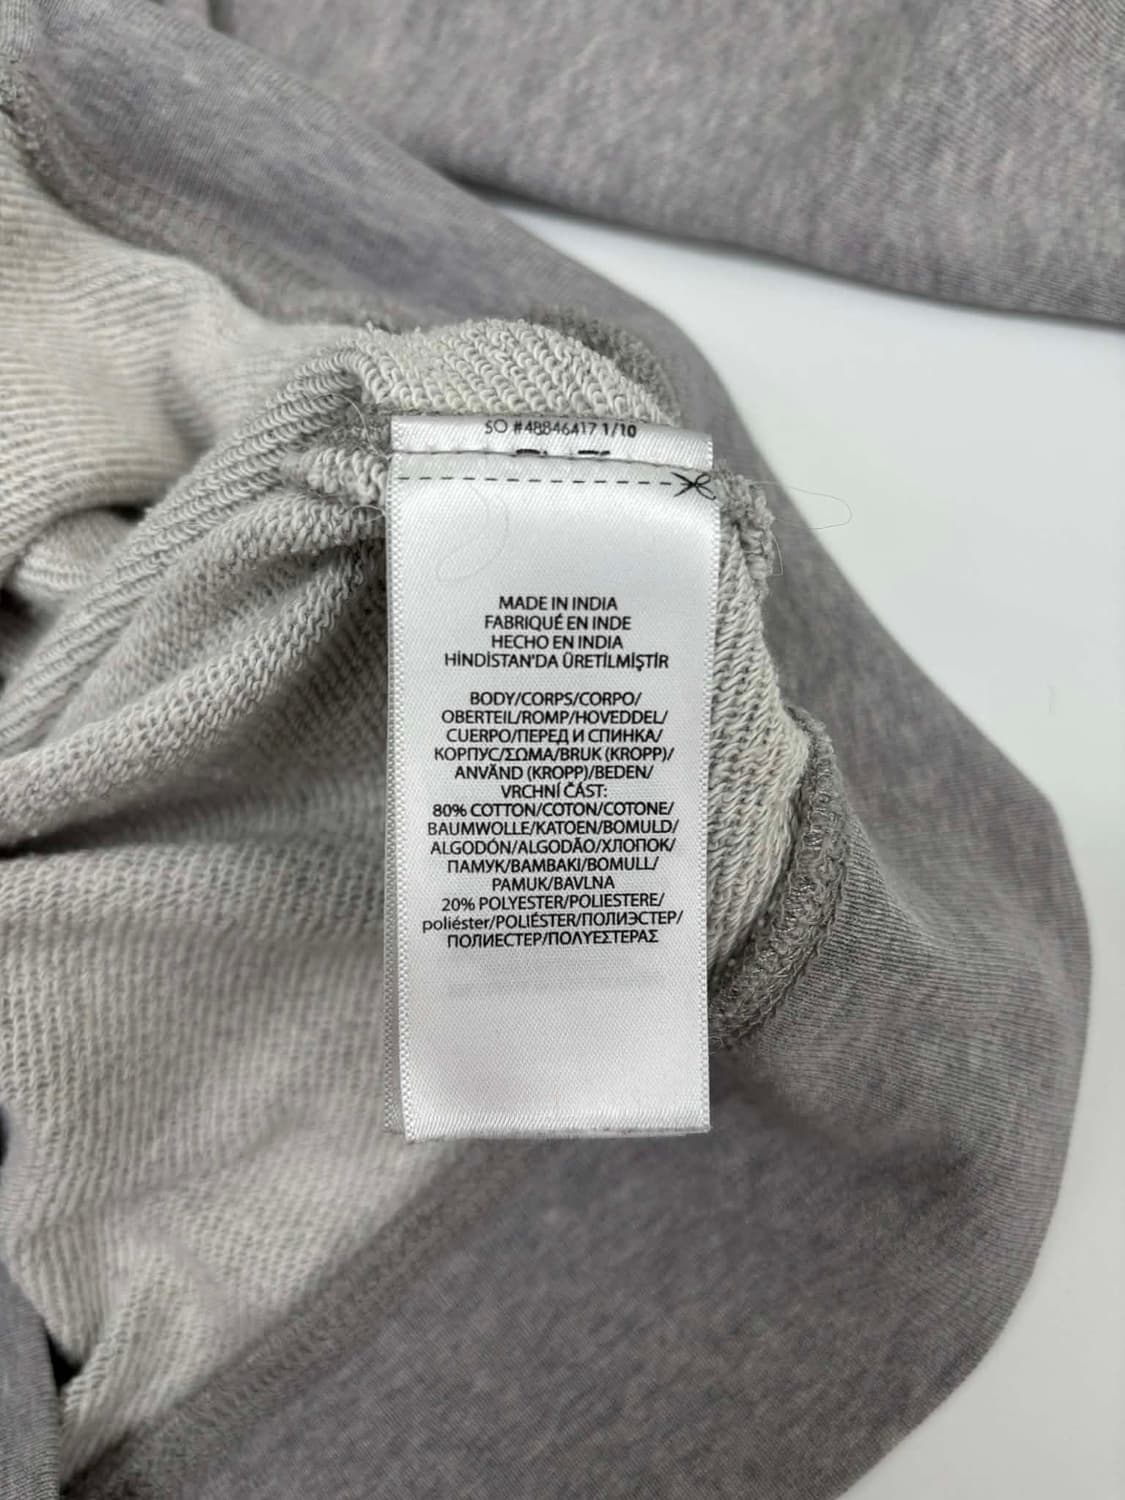 SO #48846417 1/10
MADE IN INDIA
FABRIQUÉ EN INDE
HECHO EN INDIA
HİNDİSTAN'DA ÜRETİLMİŞTİR
BODY/CORPS/CORPO/
OBERTEIL/ROMP/HOVEDDEL/
CUERPO/ПЕРЕД И СПИНКА/
КОРПУС/ΣΩΜΑ/BRUK (KROPP)/
ANVÄND (KROPP)/BEDEN/
VRCHNÍ ČÁST:
80% COTTON/COTON/COTONE/
BAUMWOLLE/KATOEN/BOMULD/
ALGODÓN/ALGODÃO/ХЛОПОК/
ПАМУК/ΒΑΜΒΑΚΙ/BOMULL/
PAMUK/BAVLNA
20% POLYESTER/POLIESTERE/
poliéster/POLIÉSTER/ПОЛИЭСТЕР/
ПОЛИЕСТЕР/ΠΟΛΥΕΣΤΕΡΑΣ